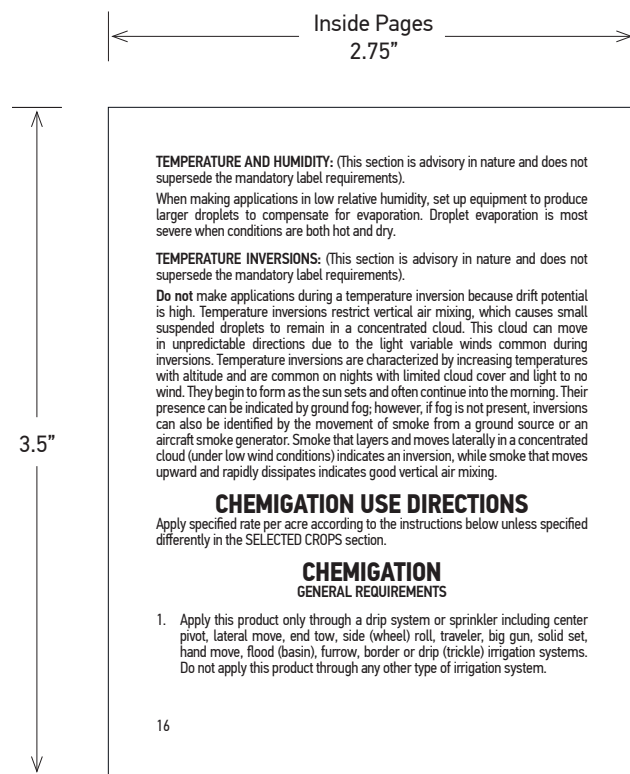 Inside Pages
2.75”
3.5”
TEMPERATURE AND HUMIDITY: (This section is advisory in nature and does not
supersede the mandatory label requirements).
When making applications in low relative humidity, set up equipment to produce
larger droplets to compensate for evaporation. Droplet evaporation is most
severe when conditions are both hot and dry.
TEMPERATURE INVERSIONS: (This section is advisory in nature and does not
supersede the mandatory label requirements).
Do not make applications during a temperature inversion because drift potential
is high. Temperature inversions restrict vertical air mixing, which causes small
suspended droplets to remain in a concentrated cloud. This cloud can move
in unpredictable directions due to the light variable winds common during
inversions. Temperature inversions are characterized by increasing temperatures
with altitude and are common on nights with limited cloud cover and light to no
wind. They begin to form as the sun sets and often continue into the morning. Their
presence can be indicated by ground fog; however, if fog is not present, inversions
can also be identified by the movement of smoke from a ground source or an
aircraft smoke generator. Smoke that layers and moves laterally in a concentrated
cloud (under low wind conditions) indicates an inversion, while smoke that moves
upward and rapidly dissipates indicates good vertical air mixing.
CHEMIGATION USE DIRECTIONS
Apply specified rate per acre according to the instructions below unless specified
differently in the SELECTED CROPS section.
CHEMIGATION
GENERAL REQUIREMENTS
1. Apply this product only through a drip system or sprinkler including center
pivot, lateral move, end tow, side (wheel) roll, traveler, big gun, solid set,
hand move, flood (basin), furrow, border or drip (trickle) irrigation systems.
Do not apply this product through any other type of irrigation system.
16